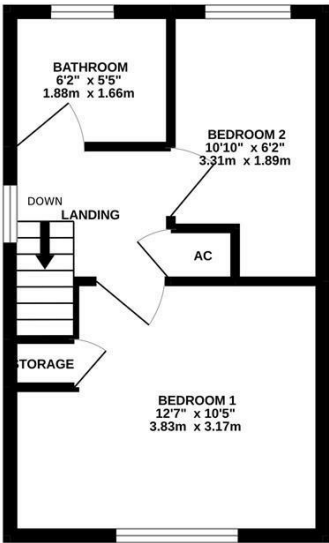 BATHROOM
6'2" x 5'5"
1.88m x 1.66m
BEDROOM 2
10'10" x 6'2"
3.31m x 1.89m
DOWN
LANDING
AC
STORAGE
BEDROOM 1
12'7" x 10'5"
3.83m x 3.17m